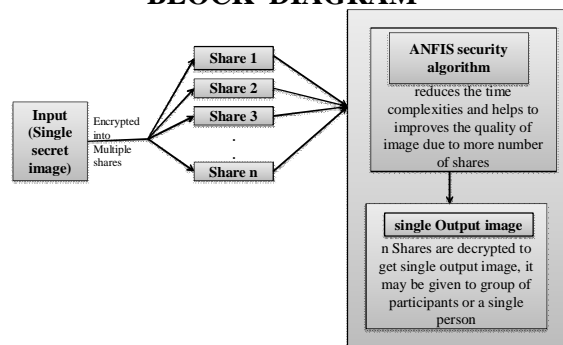 BLOCK DIAGRAM
Input
(Single
secret
image)
Encrypted
into
Multiple
shares
Share 1
Share 2
Share 3
.
.
Share n
ANFIS security
algorithm
reduces the time
complexities and helps to
improves the quality of
image due to more number
of shares
single Output image
n Shares are decrypted to
get single output image, it
may be given to group of
participants or a single
person